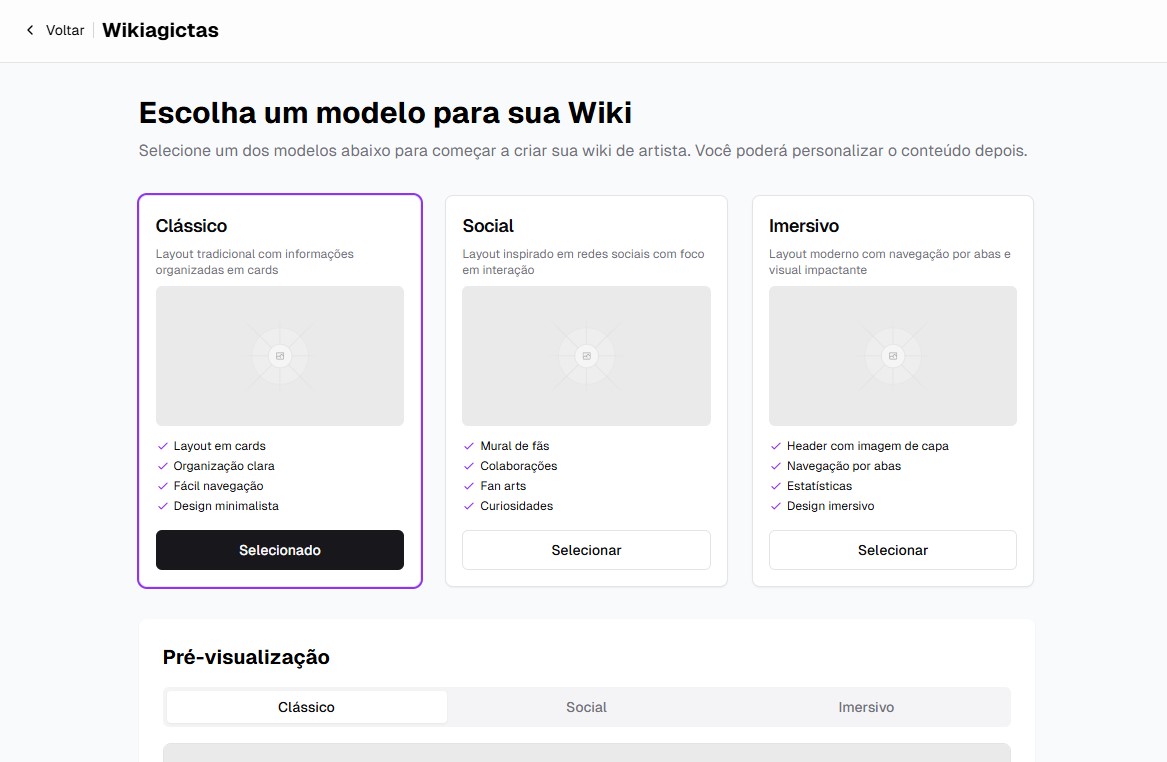 Voltar
Wikiagictas
Escolha um modelo para sua Wiki
Selecione um dos modelos abaixo para começar a criar sua wiki de artista. Você poderá personalizar o conteúdo depois.
Clássico
Layout tradicional com informações
organizadas em cards
Layout em cards
Organização clara
Fácil navegação
Design minimalista
Selecionado
Social
Layout inspirado em redes sociais com foco
em interação
Mural de fãs
Colaborações
Fan arts
Curiosidades
Selecionar
Imersivo
Layout moderno com navegação por abas e
visual impactante
Header com imagem de capa
Navegação por abas
Estatísticas
Design imersivo
Selecionar
Pré-visualização
Clássico
Social
Imersivo